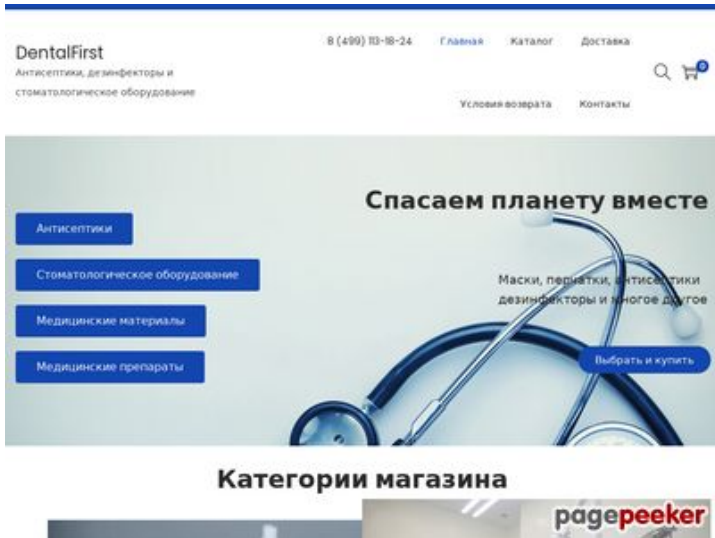 DentalFirst
Антисептики, дезинфекторы и
стоматологическое оборудование
8 (499) 113-18-24
Главная
Каталог
Доставка
0
Условия возврата
Контакты
Спасаем планету вместе
Антисептики
Стоматологическое оборудование
Медицинские материалы
Медицинские препараты
Маски, перчатки, антисептики
дезинфекторы и многое другое
Выбрать и купить
Категории магазина
pagepeeker